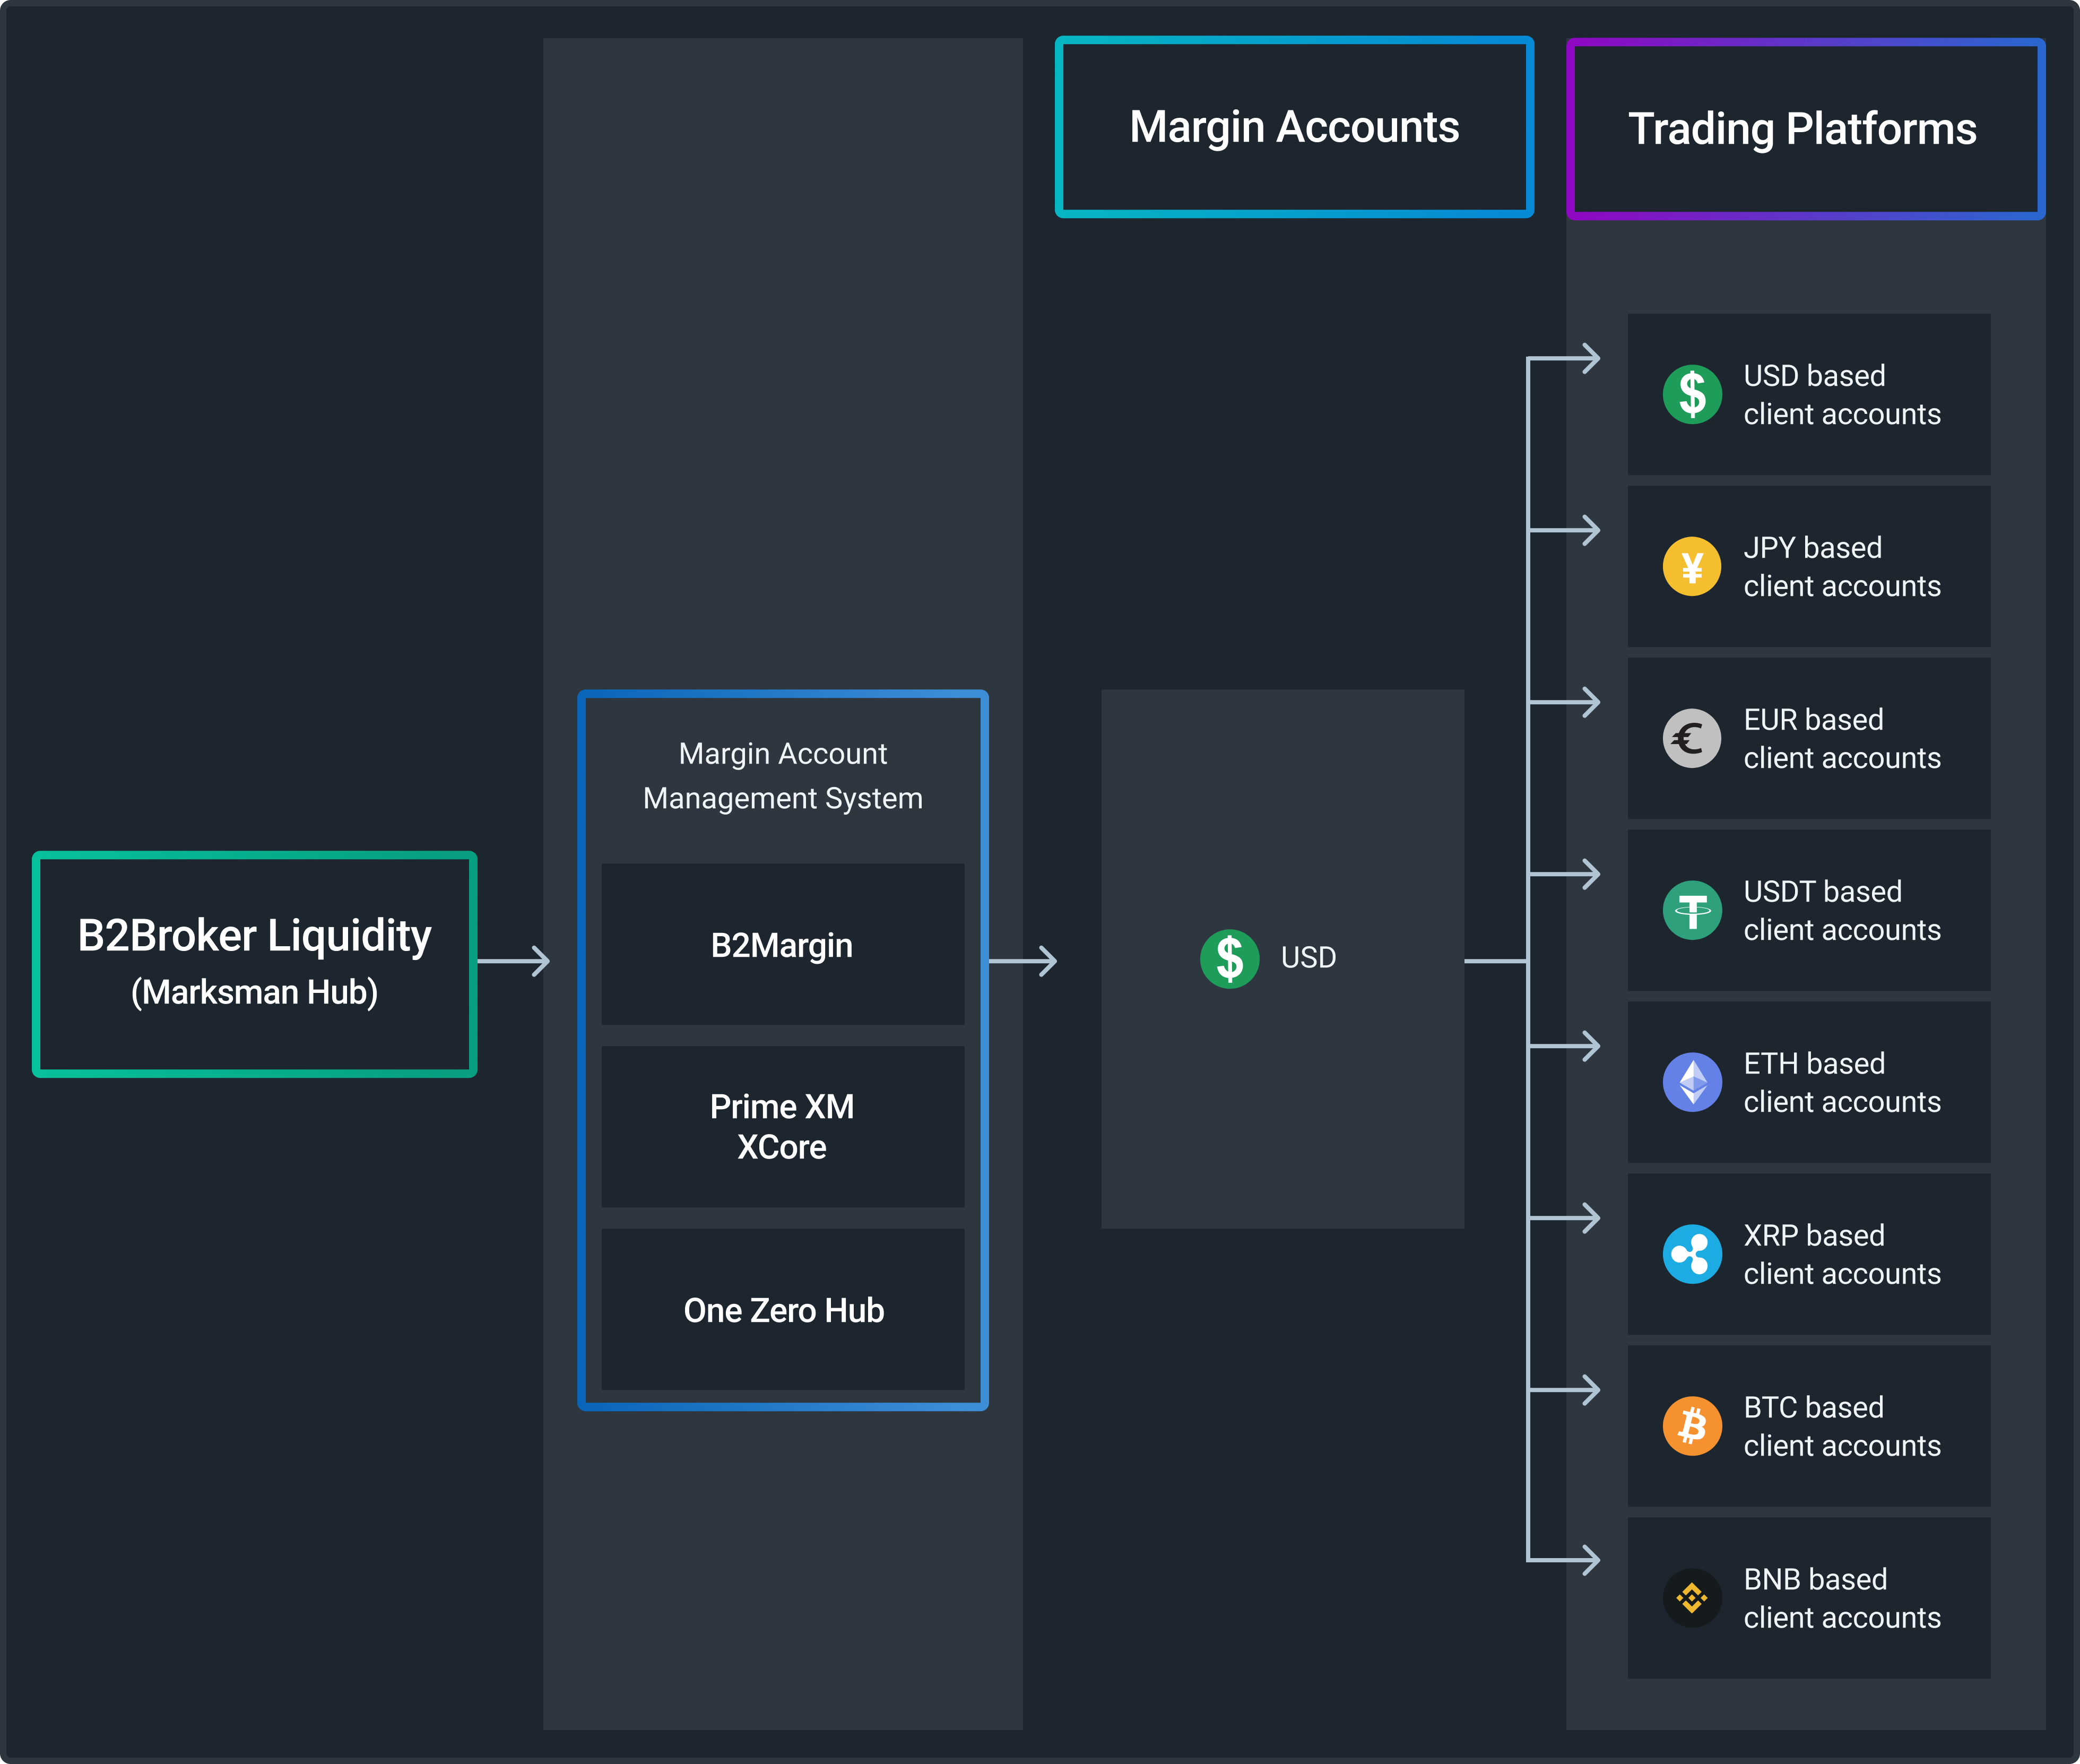 Margin Accounts
Trading Platforms
B2Broker Liquidity
(Marksman Hub)
Margin Account
Management System
B2Margin
Prime XM
XCore
One Zero Hub
$ USD
$ USD based
client accounts
¥ JPY based
client accounts
€ EUR based
client accounts
USDT based
client accounts
ETH based
client accounts
XRP based
client accounts
BTC based
client accounts
BNB based
client accounts